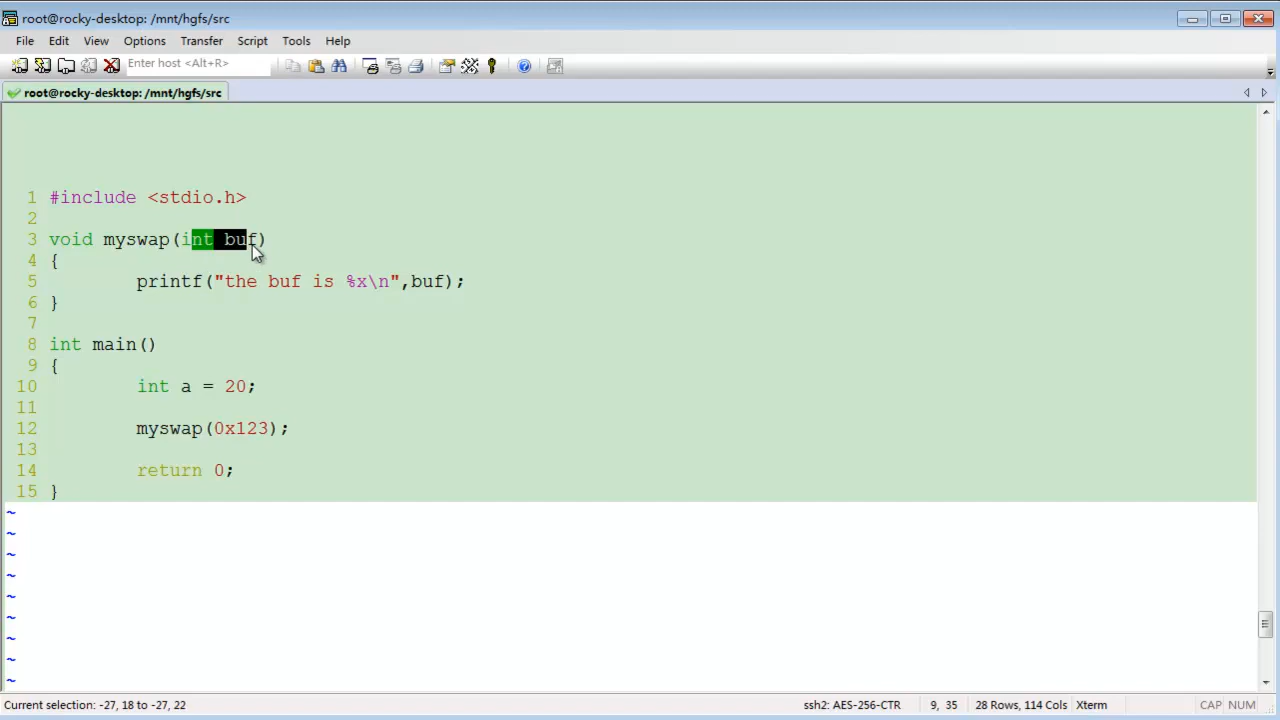 root@rocky-desktop: /mnt/hgfs/src
File Edit View Options Transfer Script Tools Help
Enter host <Alt+R>
root@rocky-desktop: /mnt/hgfs/src
1 #include <stdio.h>
2
3 void myswap(int buf)
4 {
5 printf("the buf is %x\n",buf);
6 }
7
8 int main()
9 {
10 int a = 20;
11
12 myswap(0x123);
13
14 return 0;
15 }
~
~
~
~
~
~
~
~
~
Current selection: -27, 18 to -27, 22 ssh2: AES-256-CTR 9, 35 28 Rows, 114 Cols Xterm CAP NUM